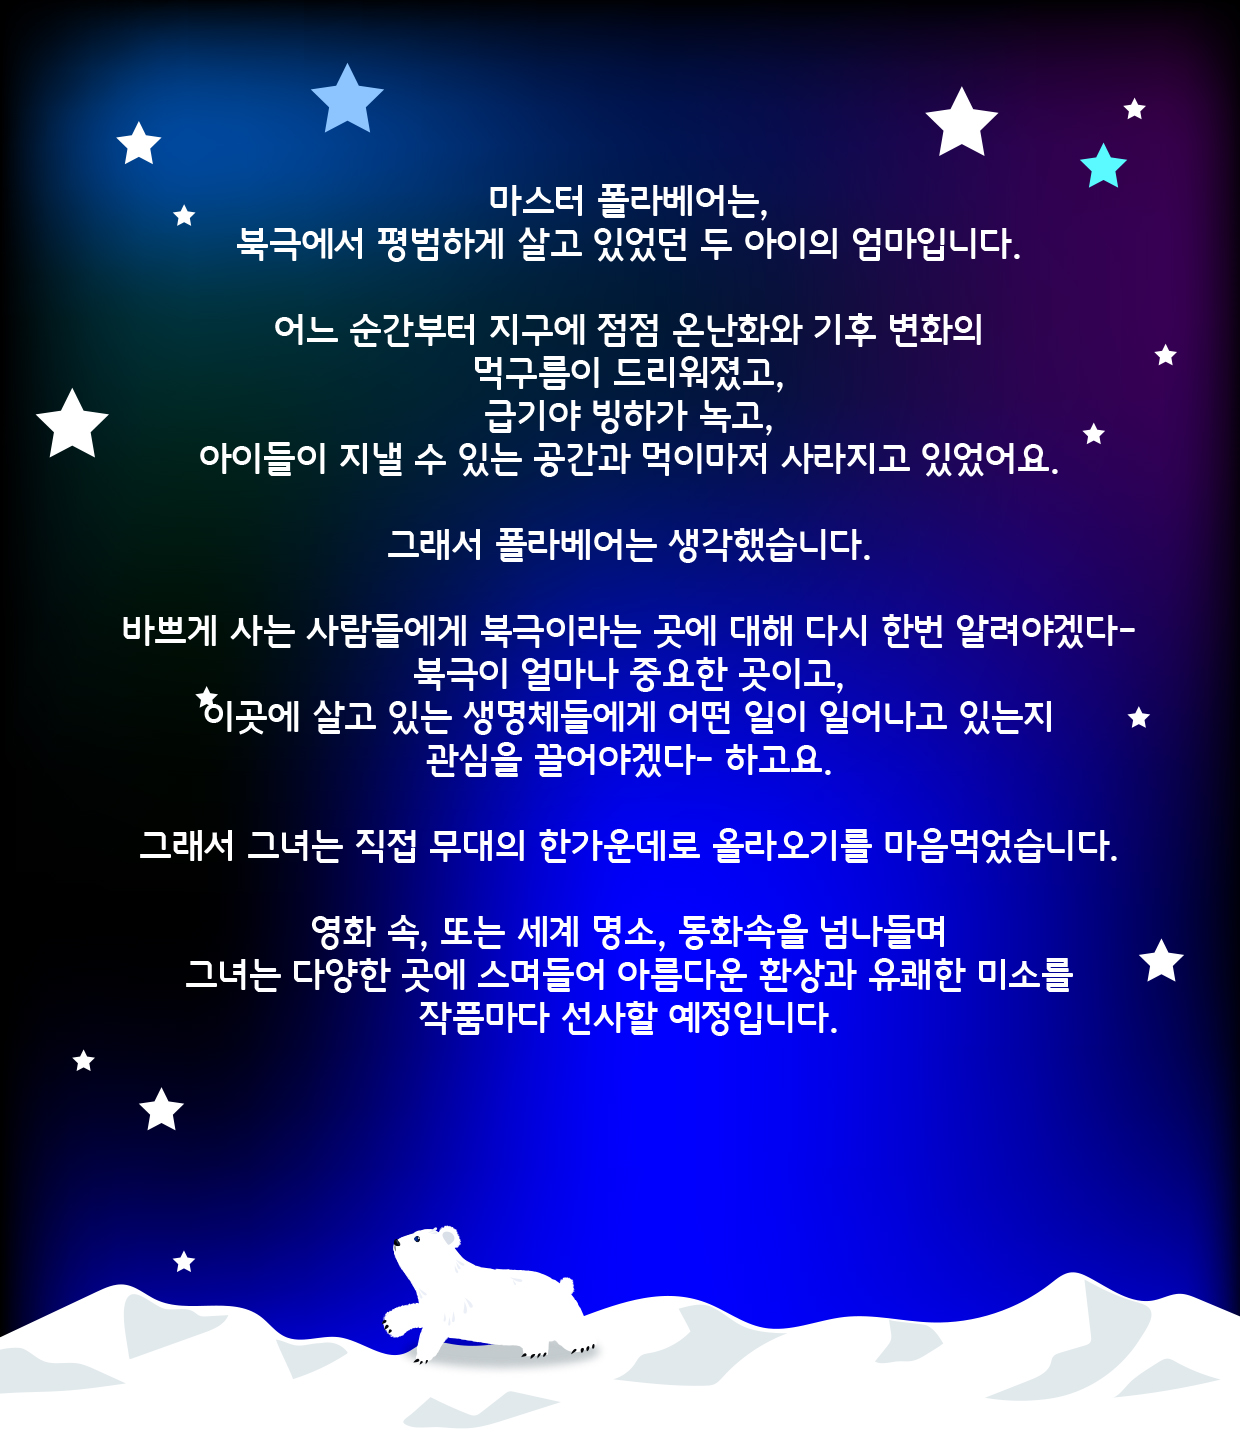 마스터 폴라베어는,
북극에서 평범하게 살고 있었던 두 아이의 엄마입니다.
어느 순간부터 지구에 점점 온난화와 기후 변화의
먹구름이 드리워졌고,
급기야 빙하가 녹고,
아이들이 지낼 수 있는 공간과 먹이마저 사라지고 있었어요.
그래서 폴라베어는 생각했습니다.
바쁘게 사는 사람들에게 북극이라는 곳에 대해 다시 한번 알려야겠다-
북극이 얼마나 중요한 곳이고,
이곳에 살고 있는 생명체들에게 어떤 일이 일어나고 있는지
관심을 끌어야겠다- 하고요.
그래서 그녀는 직접 무대의 한가운데로 올라오기를 마음먹었습니다.
영화 속, 또는 세계 명소, 동화속을 넘나들며
그녀는 다양한 곳에 스며들어 아름다운 환상과 유쾌한 미소를
작품마다 선사할 예정입니다.